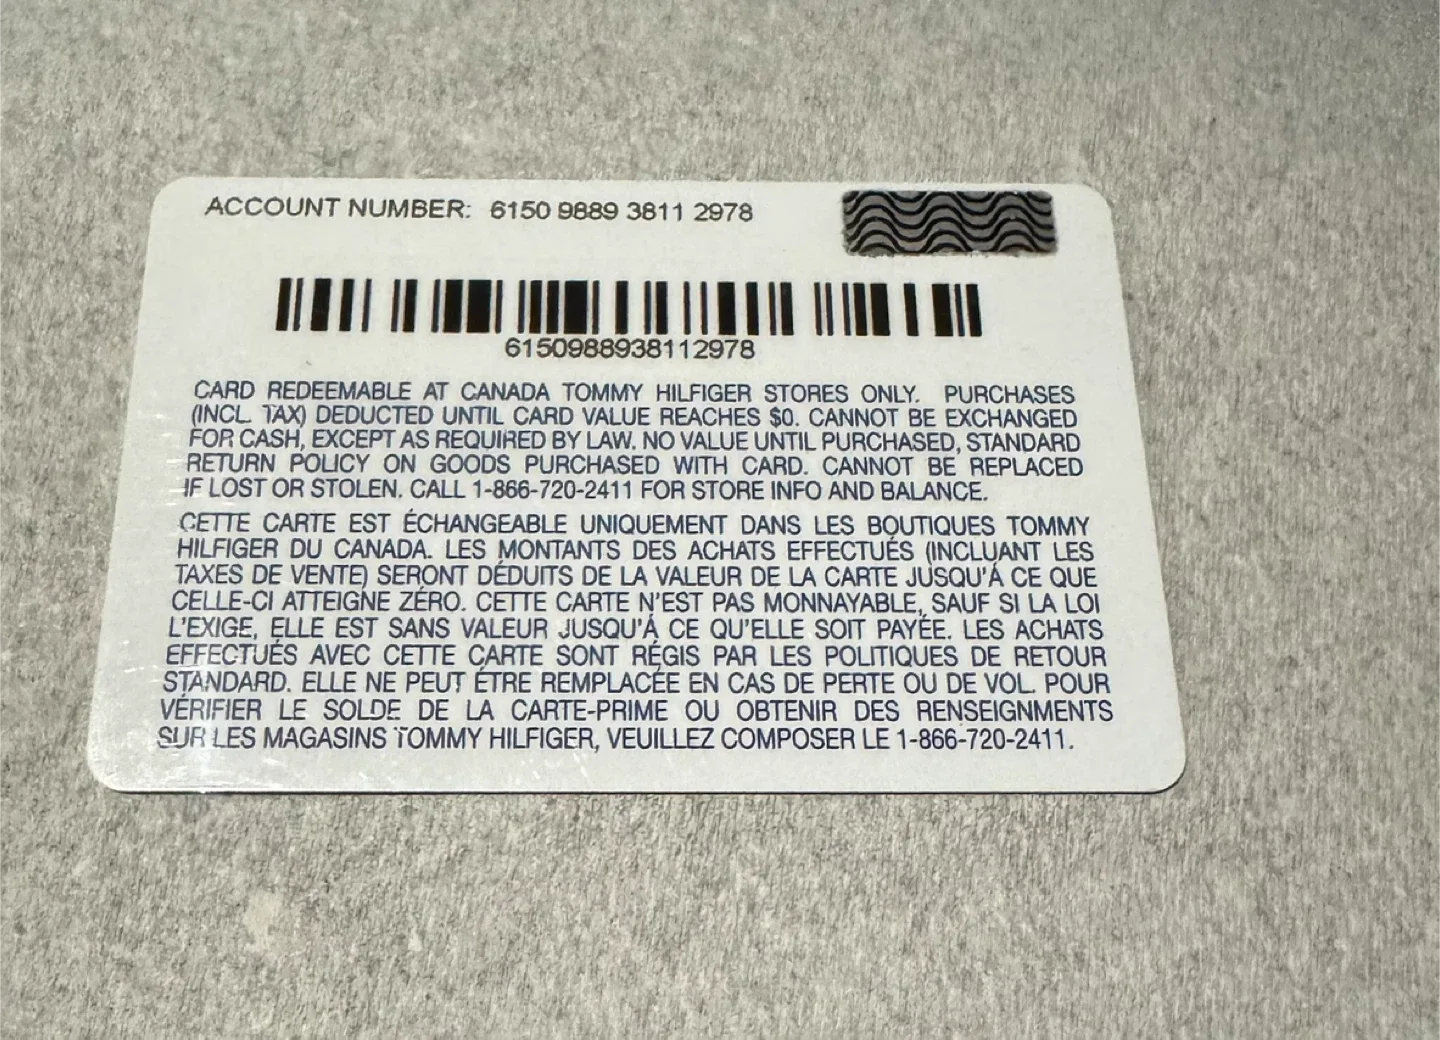 ACCOUNT NUMBER: 6150 9889 3811 2978
6150988938112978
CARD REDEEMABLE AT CANADA TOMMY HILFIGER STORES ONLY. PURCHASES
(INCL. TAX) DEDUCTED UNTIL CARD VALUE REACHES $0. CANNOT BE EXCHANGED
FOR CASH, EXCEPT AS REQUIRED BY LAW. NO VALUE UNTIL PURCHASED, STANDARD
RETURN POLICY ON GOODS PURCHASED WITH CARD. CANNOT BE REPLACED
IF LOST OR STOLEN. CALL 1-866-720-2411 FOR STORE INFO AND BALANCE.
CETTE CARTE EST ÉCHANGEABLE UNIQUEMENT DANS LES BOUTIQUES TOMMY
HILFIGER DU CANADA. LES MONTANTS DES ACHATS EFFECTUÉS (INCLUANT LES
TAXES DE VENTE) SERONT DÉDUITS DE LA VALEUR DE LA CARTE JUSQU'Á CE QUE
CELLE-CI ATTEIGNE ZÉRO. CETTE CARTE N'EST PAS MONNAYABLE, SAUF SI LA LOI
L'EXIGE, ELLE EST SANS VALEUR JUSQU'Á CE QU'ELLE SOIT PAYÉE. LES ACHATS
EFFECTUÉS AVEC CETTE CARTE SONT RÉGIS PAR LES POLITIQUES DE RETOUR
STANDARD. ELLE NE PEUT ÉTRE REMPLACÉE EN CAS DE PERTE OU DE VOL. POUR
VÉRIFIER LE SOLDE DE LA CARTE-PRIME OU OBTENIR DES RENSEIGNMENTS
SUR LES MAGASINS TOMMY HILFIGER, VEUILLEZ COMPOSER LE 1-866-720-2411.